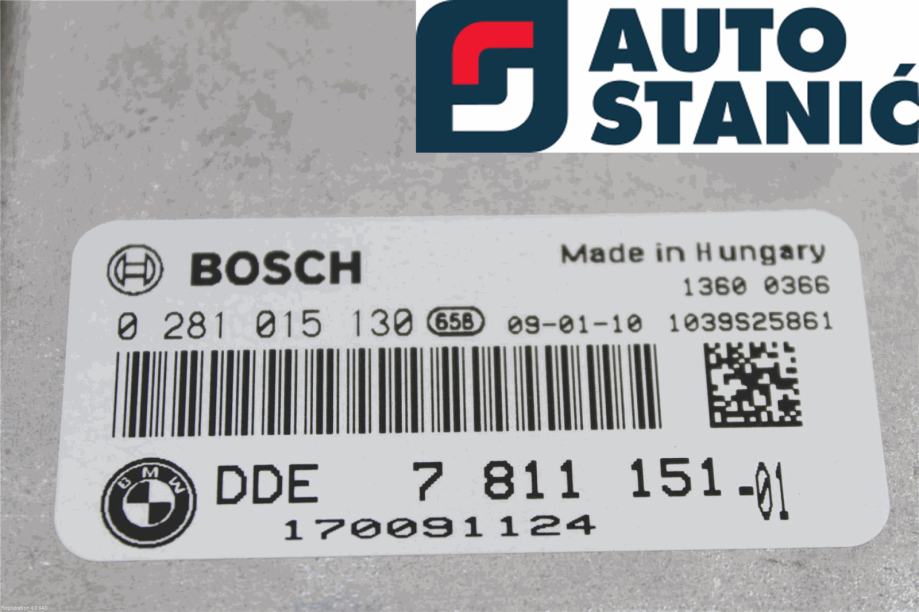 AUTO
STANIĆ
BOSCH
Made in Hungary
1360 0366
0 281 015 130 658 09-01-10 1039S25861
BMW
DDE 7 811 151-01
170091124